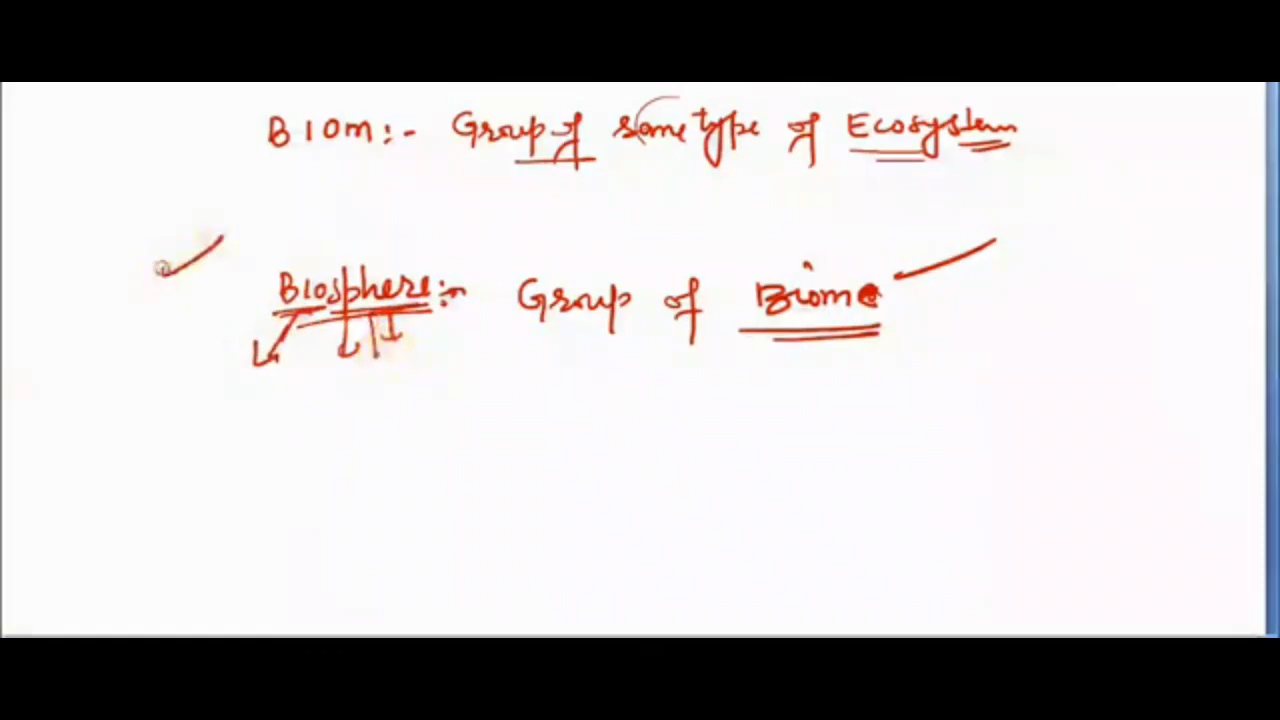 BIOM:- Group of same type of Ecosystem
Biosphere:- Group of Biome